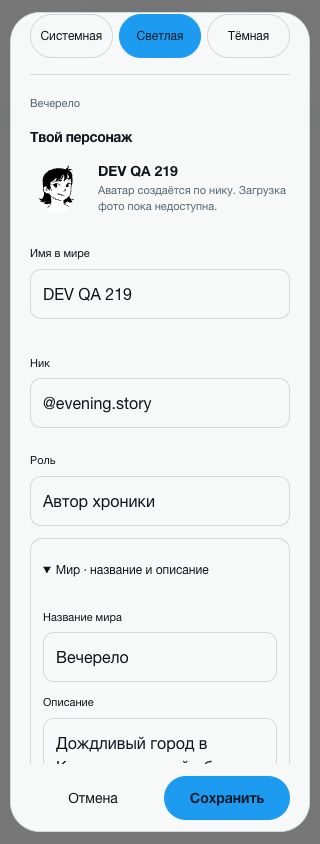 Системная Светлая Тёмная
Вечерело
Твой персонаж
DEV QA 219
Аватар создаётся по нику. Загрузка
фото пока недоступна.
Имя в мире
DEV QA 219
Ник
@evening.story
Роль
Автор хроники
▼ Мир · название и описание
Название мира
Вечерело
Описание
Дождливый город в
Отмена Сохранить